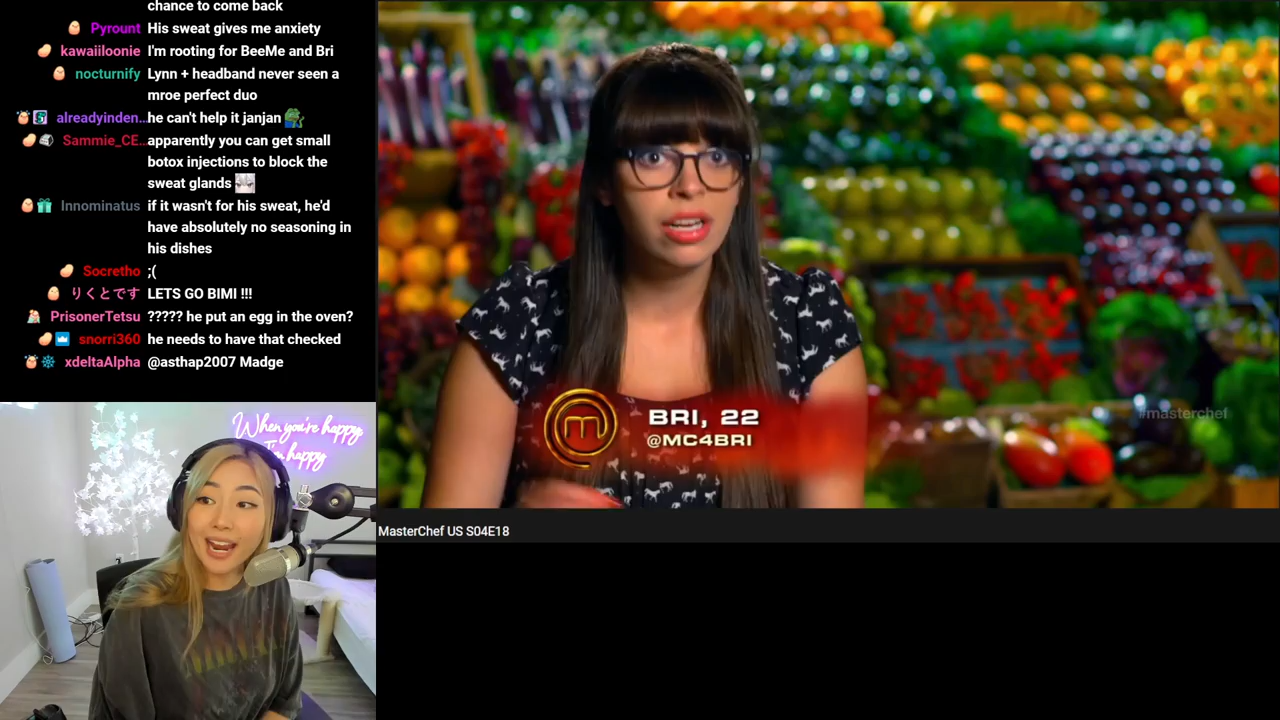 chance to come back
Pyrount His sweat gives me anxiety
kawaiiloonie I'm rooting for BeeMe and Bri
nocturnify Lynn + headband never seen a
mroe perfect duo
alreadyinden... he can't help it janjan
Sammie_CE... apparently you can get small
botox injections to block the
sweat glands
Innominatus if it wasn't for his sweat, he'd
have absolutely no seasoning in
his dishes
Socretho ;(
りくとです LETS GO BIMI !!!
PrisonerTetsu ????? he put an egg in the oven?
snorri360 he needs to have that checked
xdeltaAlpha @asthap2007 Madge
When you're happy
I'm happy
BRI, 22
@MC4BRI
#masterchef
MasterChef US S04E18